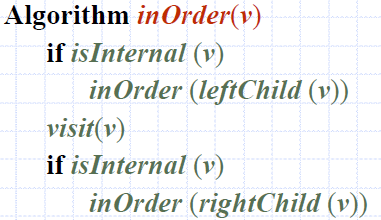 Algorithm inOrder(v)
if isInternal (v)
inOrder (leftChild (v))
visit(v)
if isInternal (v)
inOrder (rightChild (v))